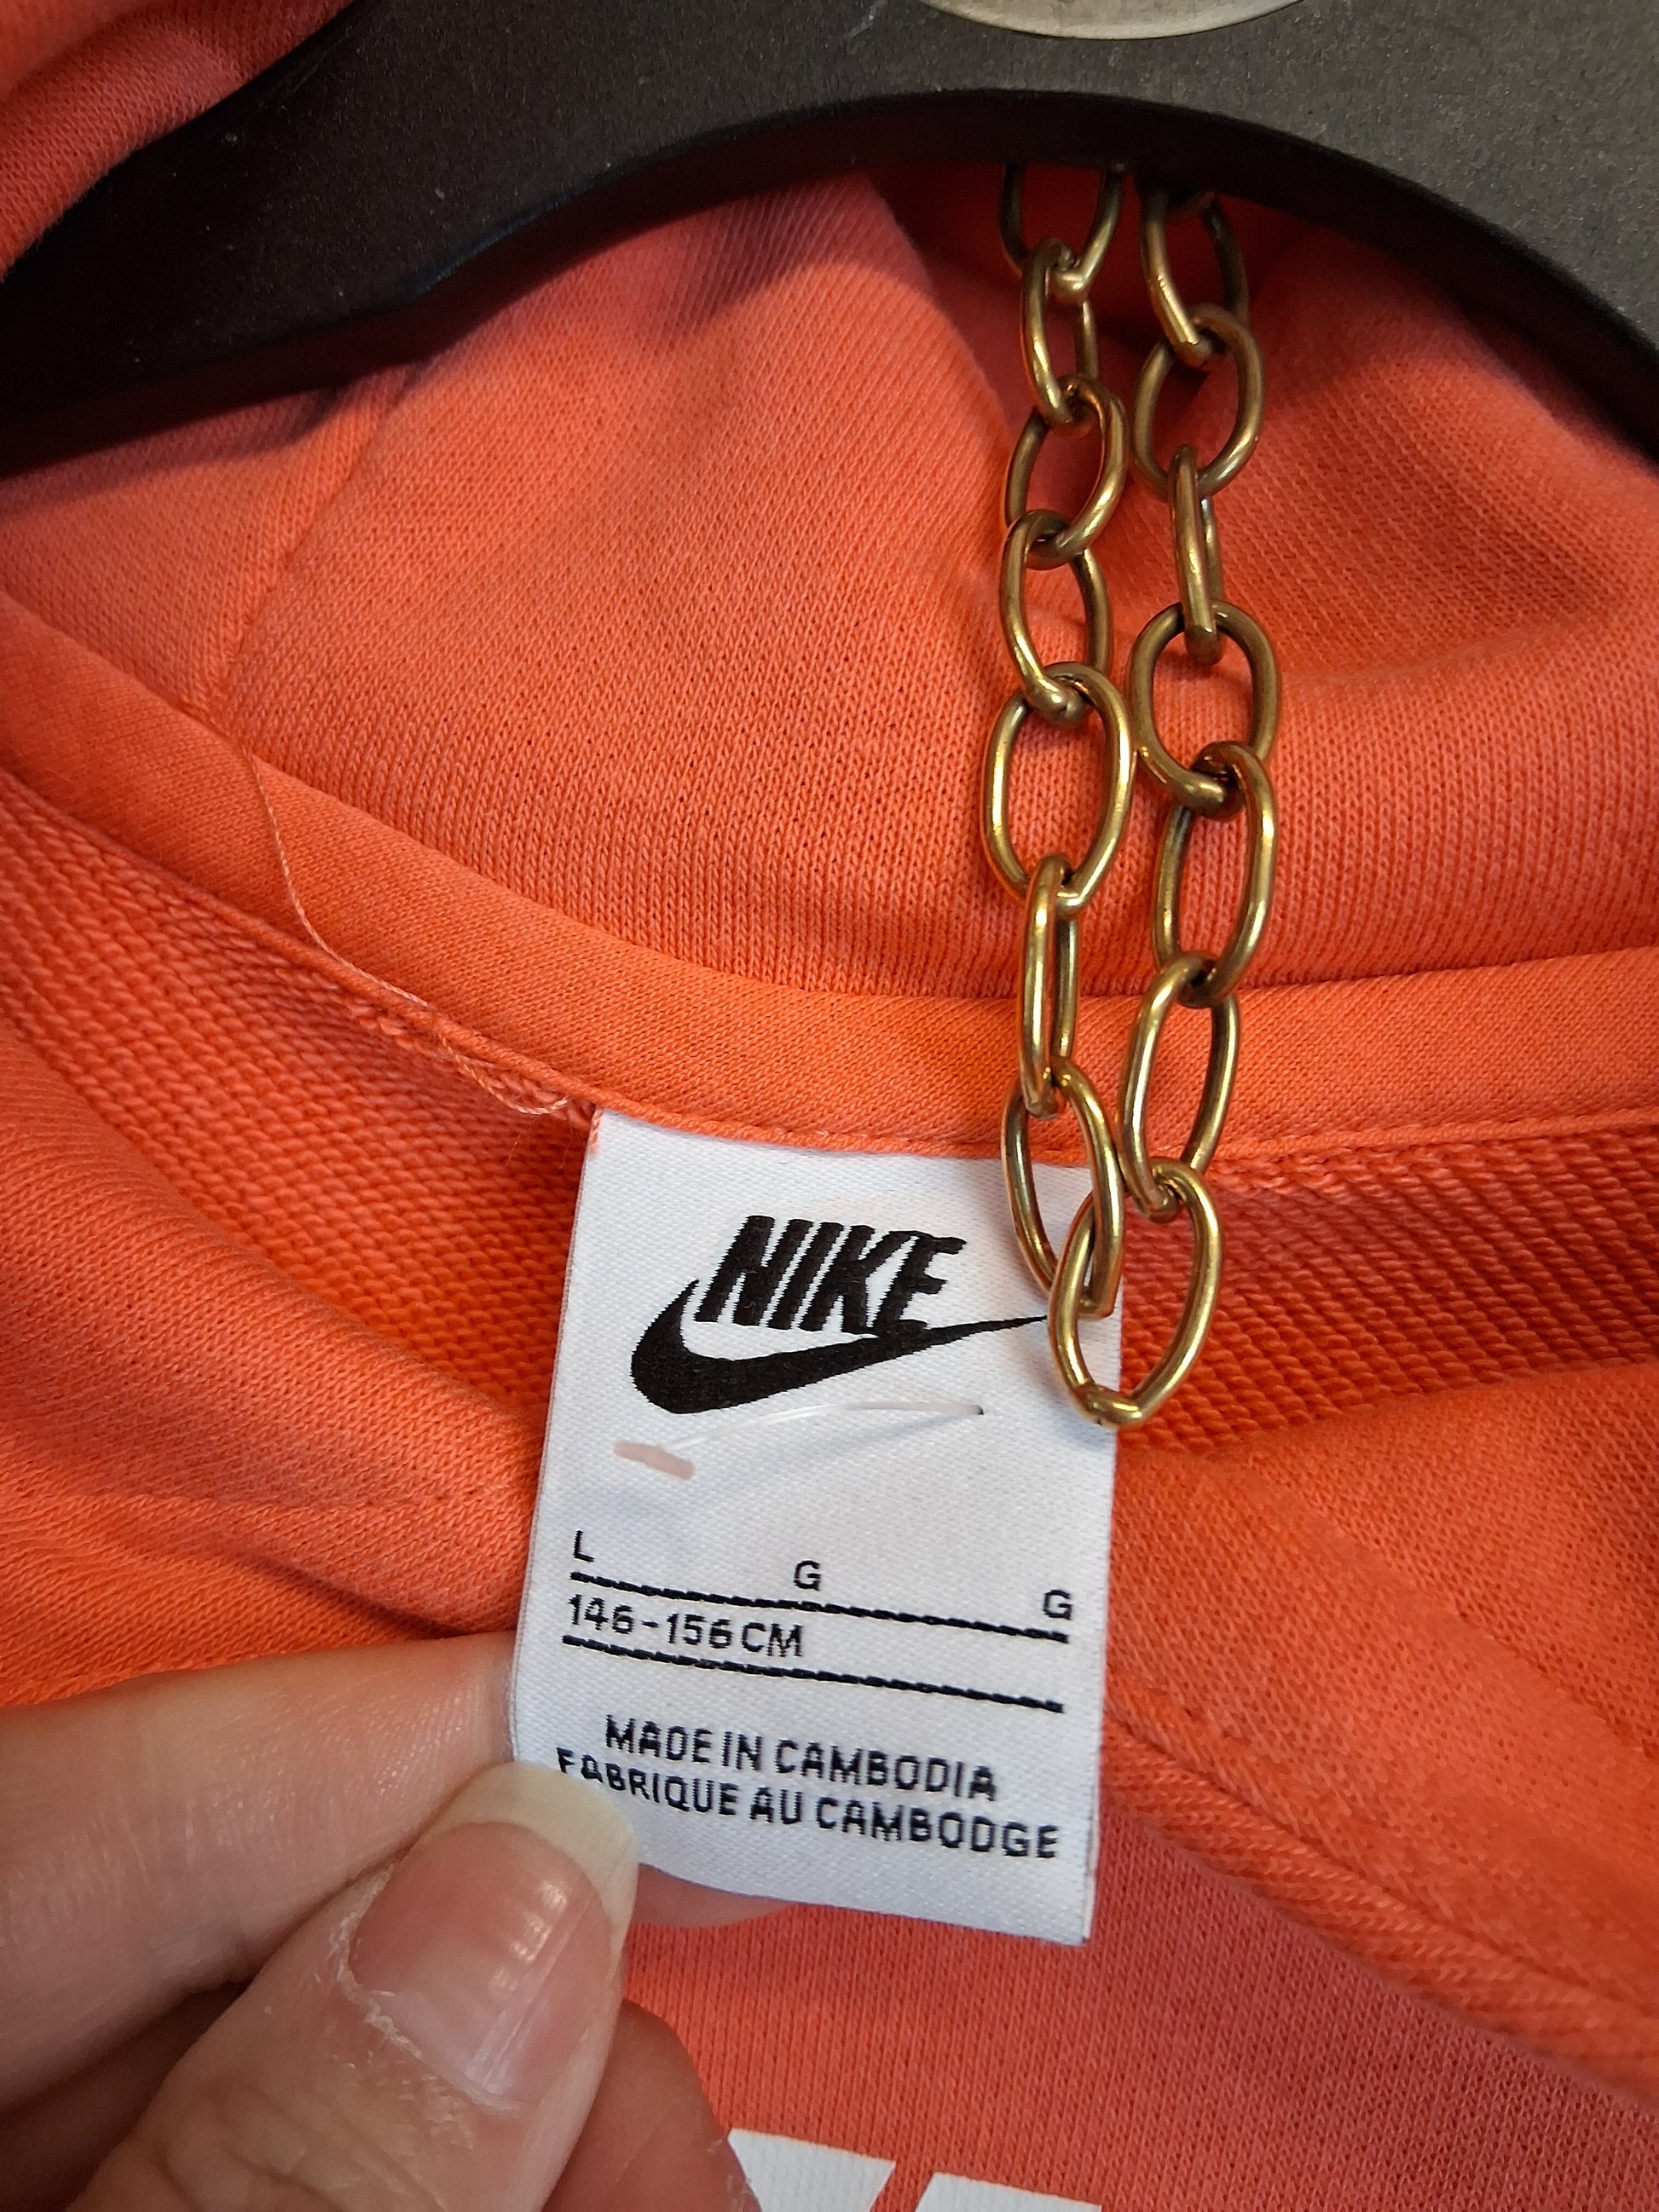 NIKE
L G G
146-156CM
MADE IN CAMBODIA
FABRIQUE AU CAMBODGE